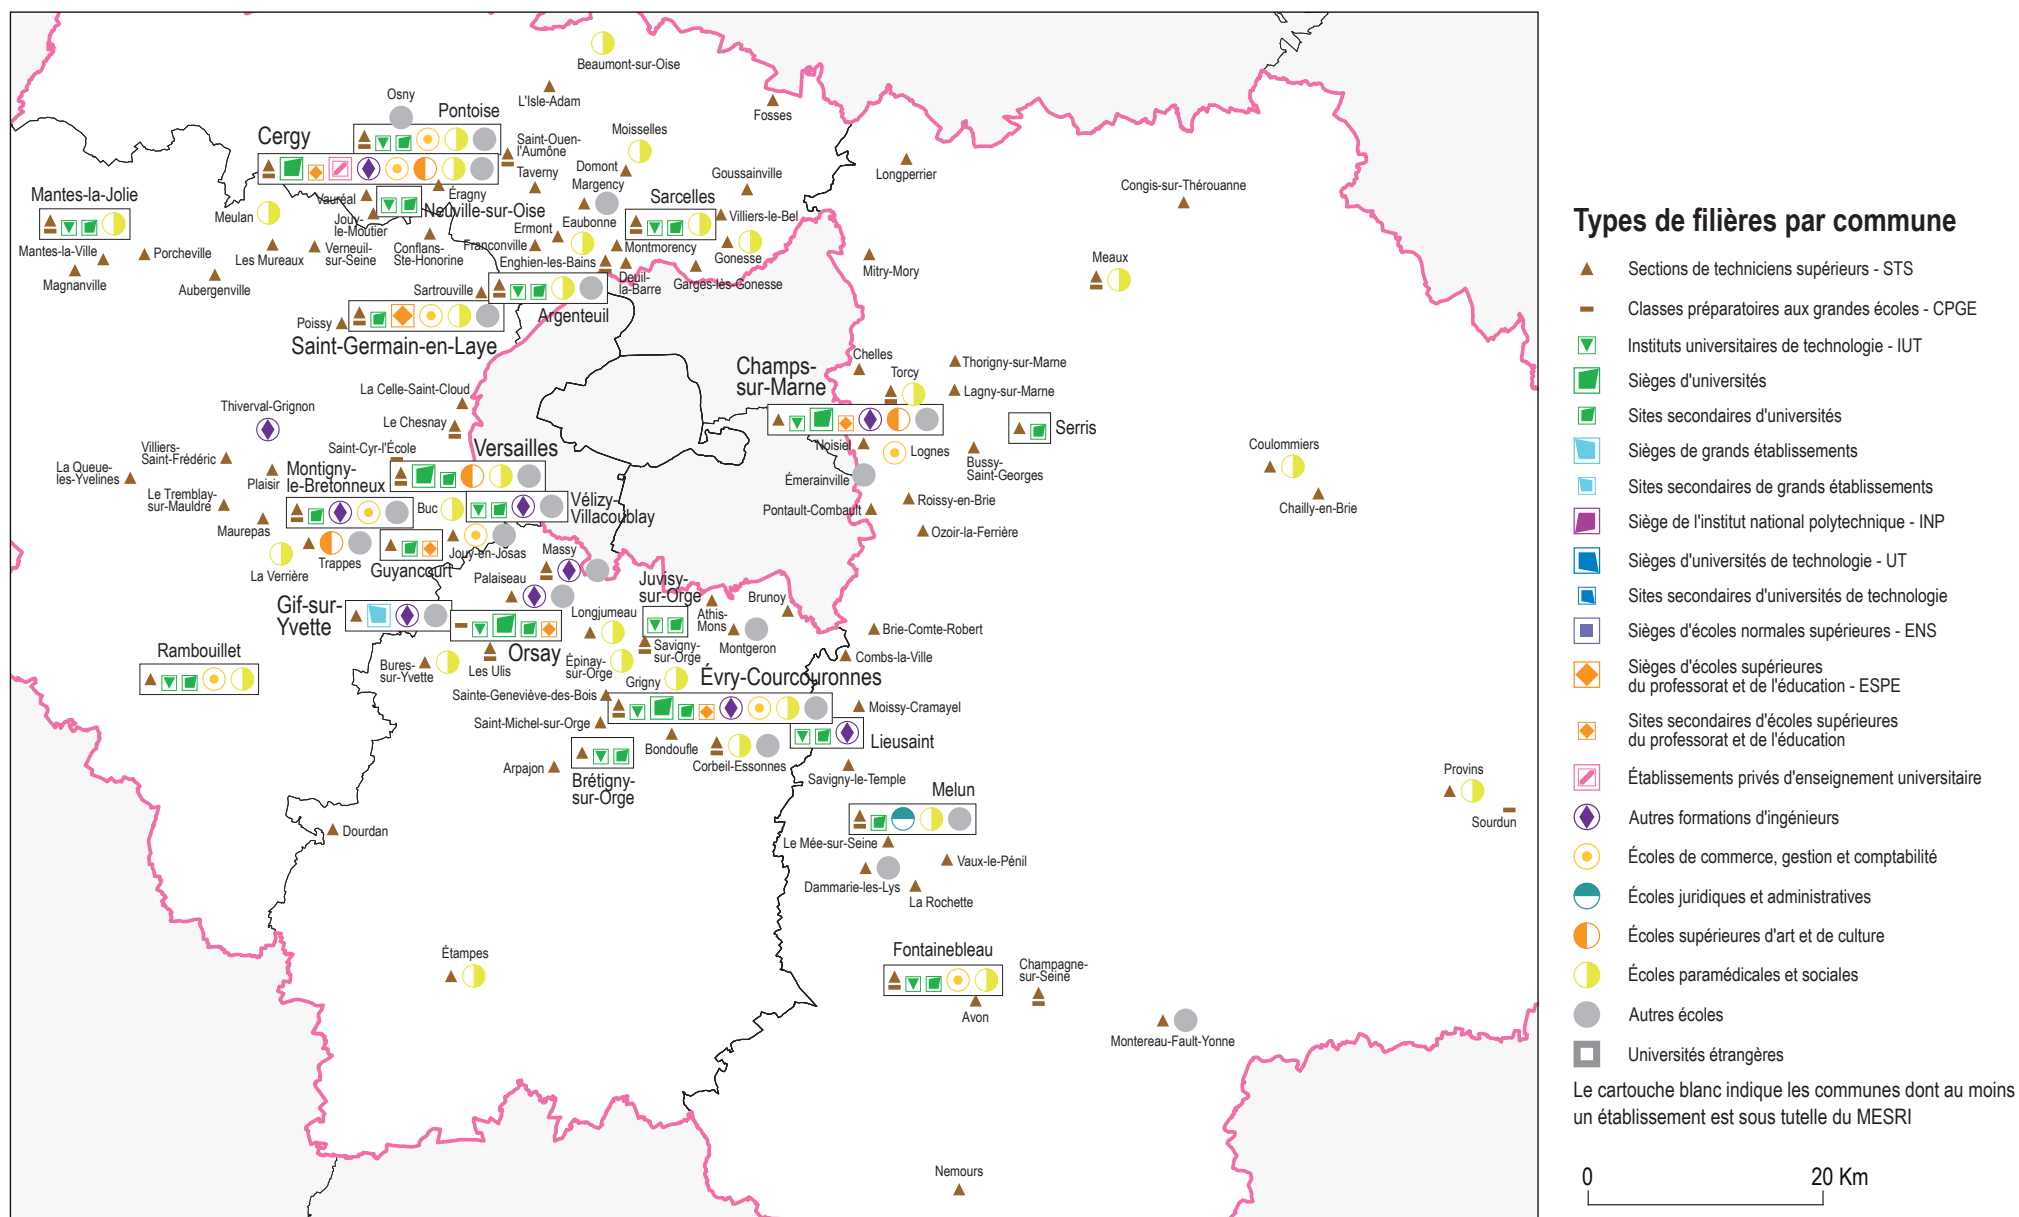 Beaumont-sur-Oise
L'Isle-Adam
Fosses
Osny
Pontoise
Cergy
Saint-Ouen-
l'Aumône
Moisselles
Domont
Taverny
Margency
Goussainville
Longperrier
Congis-sur-Thérouanne
Mantes-la-Jolie
Meulan
Vauréal
Éragny
Jouy-
le-Moutier
Neuville-sur-Oise
Ermont
Eaubonne
Sarcelles
Villiers-le-Bel
Mantes-la-Ville
Magnanville
Porcheville
Aubergenville
Les Mureaux
Verneuil-
sur-Seine
Conflans-
Ste-Honorine
Franconville
Enghien-les-Bains
Montmorency
Gonesse
Deuil-
la-Barre
Garges-lès-Gonesse
Mitry-Mory
Meaux
Sartrouville
Argenteuil
Poissy
Saint-Germain-en-Laye
Champs-
sur-Marne
Chelles
Torcy
Thorigny-sur-Marne
Lagny-sur-Marne
Serris
Noisiel
Lognes
Bussy-
Saint-Georges
Émerainville
Coulommiers
Chailly-en-Brie
Roissy-en-Brie
Pontault-Combault
Ozoir-la-Ferrière
La Celle-Saint-Cloud
Le Chesnay
Thiverval-Grignon
Villiers-
Saint-Frédéric
Saint-Cyr-l'École
Versailles
La Queue-
les-Yvelines
Plaisir
Montigny-
le-Bretonneux
Le Tremblay-
sur-Mauldre
Maurepas
Buc
Vélizy-
Villacoublay
La Verrière
Trappes
Guyancourt
Jouy-en-Josas
Massy
Palaiseau
Gif-sur-
Yvette
Orsay
Longjumeau
Juvisy-
sur-Orge
Athis-
Mons
Brunoy
Montgeron
Brie-Comte-Robert
Combs-la-Ville
Rambouillet
Bures-
sur-Yvette
Les Ulis
Épinay-
sur-Orge
Savigny-
sur-Orge
Grigny
Évry-Courcouronnes
Sainte-Geneviève-des-Bois
Saint-Michel-sur-Orge
Moissy-Cramayel
Lieusaint
Bondoufle
Corbeil-Essonnes
Arpajon
Brétigny-
sur-Orge
Savigny-le-Temple
Melun
Provins
Sourdun
Dourdan
Le Mée-sur-Seine
Vaux-le-Pénil
Dammarie-les-Lys
La Rochette
Étampes
Fontainebleau
Champagne-
sur-Seine
Avon
Montereau-Fault-Yonne
Nemours
Types de filières par commune
Sections de techniciens supérieurs - STS
Classes préparatoires aux grandes écoles - CPGE
Instituts universitaires de technologie - IUT
Sièges d'universités
Sites secondaires d'universités
Sièges de grands établissements
Sites secondaires de grands établissements
Siège de l'institut national polytechnique - INP
Sièges d'universités de technologie - UT
Sites secondaires d'universités de technologie
Sièges d'écoles normales supérieures - ENS
Sièges d'écoles supérieures
du professorat et de l'éducation - ESPE
Sites secondaires d'écoles supérieures
du professorat et de l'éducation
Établissements privés d'enseignement universitaire
Autres formations d'ingénieurs
Écoles de commerce, gestion et comptabilité
Écoles juridiques et administratives
Écoles supérieures d'art et de culture
Écoles paramédicales et sociales
Autres écoles
Universités étrangères
Le cartouche blanc indique les communes dont au moins
un établissement est sous tutelle du MESRI
0 20 Km